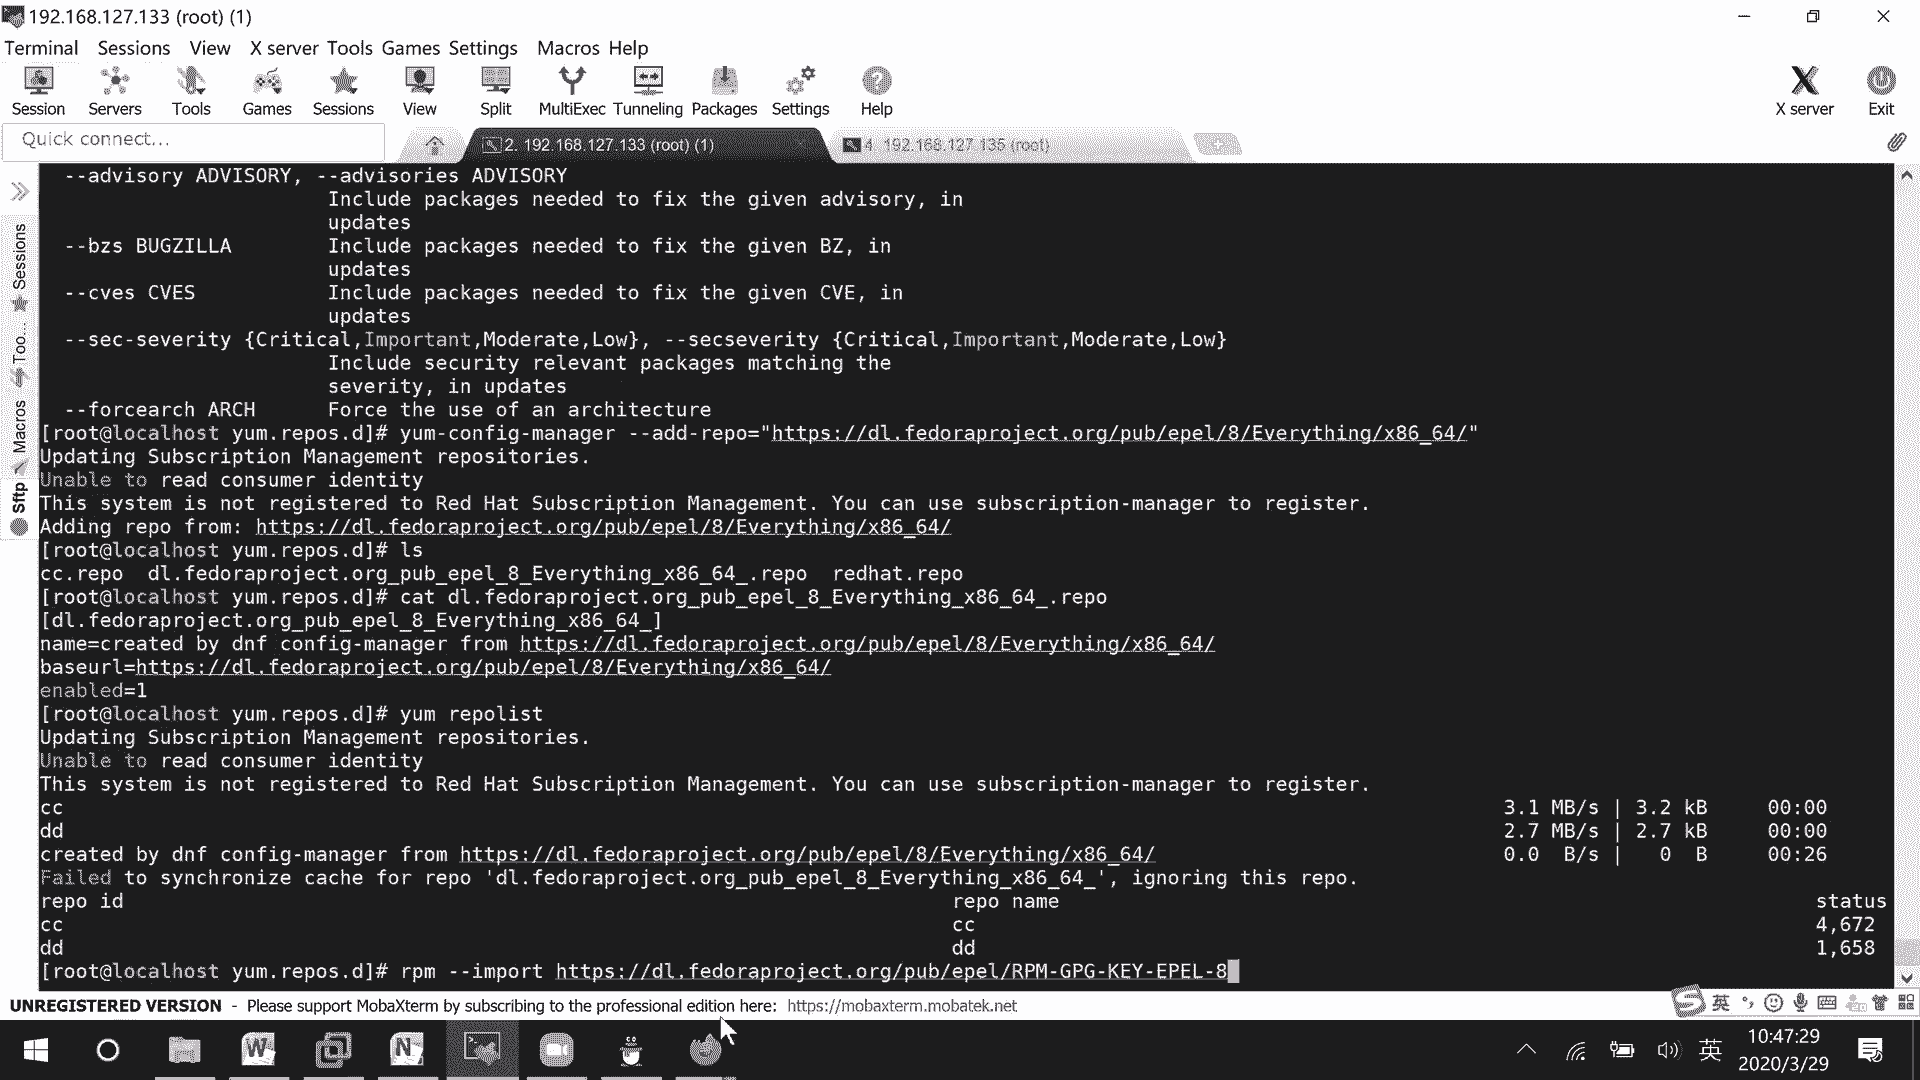 192.168.127.133 (root) (1)
Terminal Sessions View X server Tools Games Settings Macros Help
Session Servers Tools Games Sessions View Split MultiExec Tunneling Packages Settings Help X server Exit
Quick connect...
2. 192.168.127.133 (root) (1)
4. 192.168.127.135 (root)
Sessions
Too...
Macros
Sftp
--advisory ADVISORY, --advisories ADVISORY
Include packages needed to fix the given advisory, in
updates
--bzs BUGZILLA Include packages needed to fix the given BZ, in
updates
--cves CVES Include packages needed to fix the given CVE, in
updates
--sec-severity {Critical,Important,Moderate,Low}, --secseverity {Critical,Important,Moderate,Low}
Include security relevant packages matching the
severity, in updates
--forcearch ARCH Force the use of an architecture
[root@localhost yum.repos.d]# yum-config-manager --add-repo="https://dl.fedoraproject.org/pub/epel/8/Everything/x86_64/"
Updating Subscription Management repositories.
Unable to read consumer identity
This system is not registered to Red Hat Subscription Management. You can use subscription-manager to register.
Adding repo from: https://dl.fedoraproject.org/pub/epel/8/Everything/x86_64/
[root@localhost yum.repos.d]# ls
cc.repo dl.fedoraproject.org_pub_epel_8_Everything_x86_64_.repo redhat.repo
[root@localhost yum.repos.d]# cat dl.fedoraproject.org_pub_epel_8_Everything_x86_64_.repo
[dl.fedoraproject.org_pub_epel_8_Everything_x86_64_]
name=created by dnf config-manager from https://dl.fedoraproject.org/pub/epel/8/Everything/x86_64/
baseurl=https://dl.fedoraproject.org/pub/epel/8/Everything/x86_64/
enabled=1
[root@localhost yum.repos.d]# yum repolist
Updating Subscription Management repositories.
Unable to read consumer identity
This system is not registered to Red Hat Subscription Management. You can use subscription-manager to register.
cc 3.1 MB/s | 3.2 kB 00:00
dd 2.7 MB/s | 2.7 kB 00:00
created by dnf config-manager from https://dl.fedoraproject.org/pub/epel/8/Everything/x86_64/ 0.0 B/s | 0 B 00:26
Failed to synchronize cache for repo 'dl.fedoraproject.org_pub_epel_8_Everything_x86_64_', ignoring this repo.
repo id repo name status
cc cc 4,672
dd dd 1,658
[root@localhost yum.repos.d]# rpm --import https://dl.fedoraproject.org/pub/epel/RPM-GPG-KEY-EPEL-8
UNREGISTERED VERSION - Please support MobaXterm by subscribing to the professional edition here: https://mobaxterm.mobatek.net
英
英
10:47:29
2020/3/29